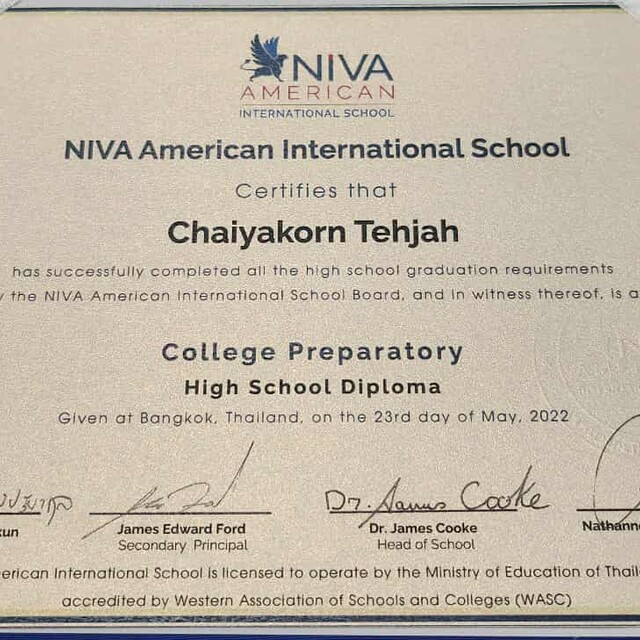 NIVA
AMERICAN
INTERNATIONAL SCHOOL
NIVA American International School
Certifies that
Chaiyakorn Tehjah
has successfully completed all the high school graduation requirements
the NIVA American International School Board, and in witness thereof, is
College Preparatory
High School Diploma
Given at Bangkok, Thailand, on the 23rd day of May, 2022
Dr. James Cooke
James Edward Ford Dr. James Cooke
Secondary Principal Head of School
International School is licensed to operate by the Ministry of Education of
accredited by Western Association of Schools and Colleges (WASC)